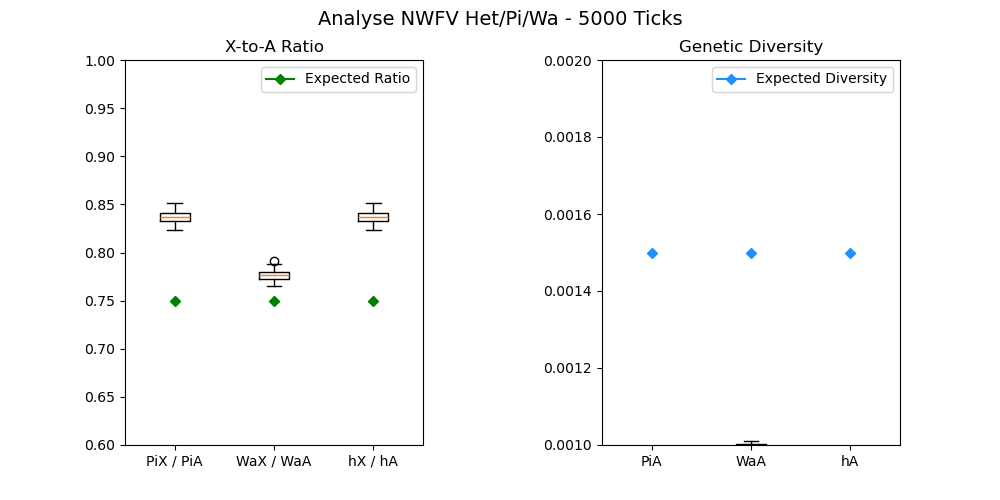 Analyse NWFV Het/Pi/Wa - 5000 Ticks
X-to-A Ratio
1.00
0.95
0.90
0.85
0.80
0.75
0.70
0.65
0.60
Expected Ratio
PiX / PiA
WaX / WaA
hX / hA
Genetic Diversity
0.0020
0.0018
0.0016
0.0014
0.0012
0.0010
Expected Diversity
PiA
WaA
hA